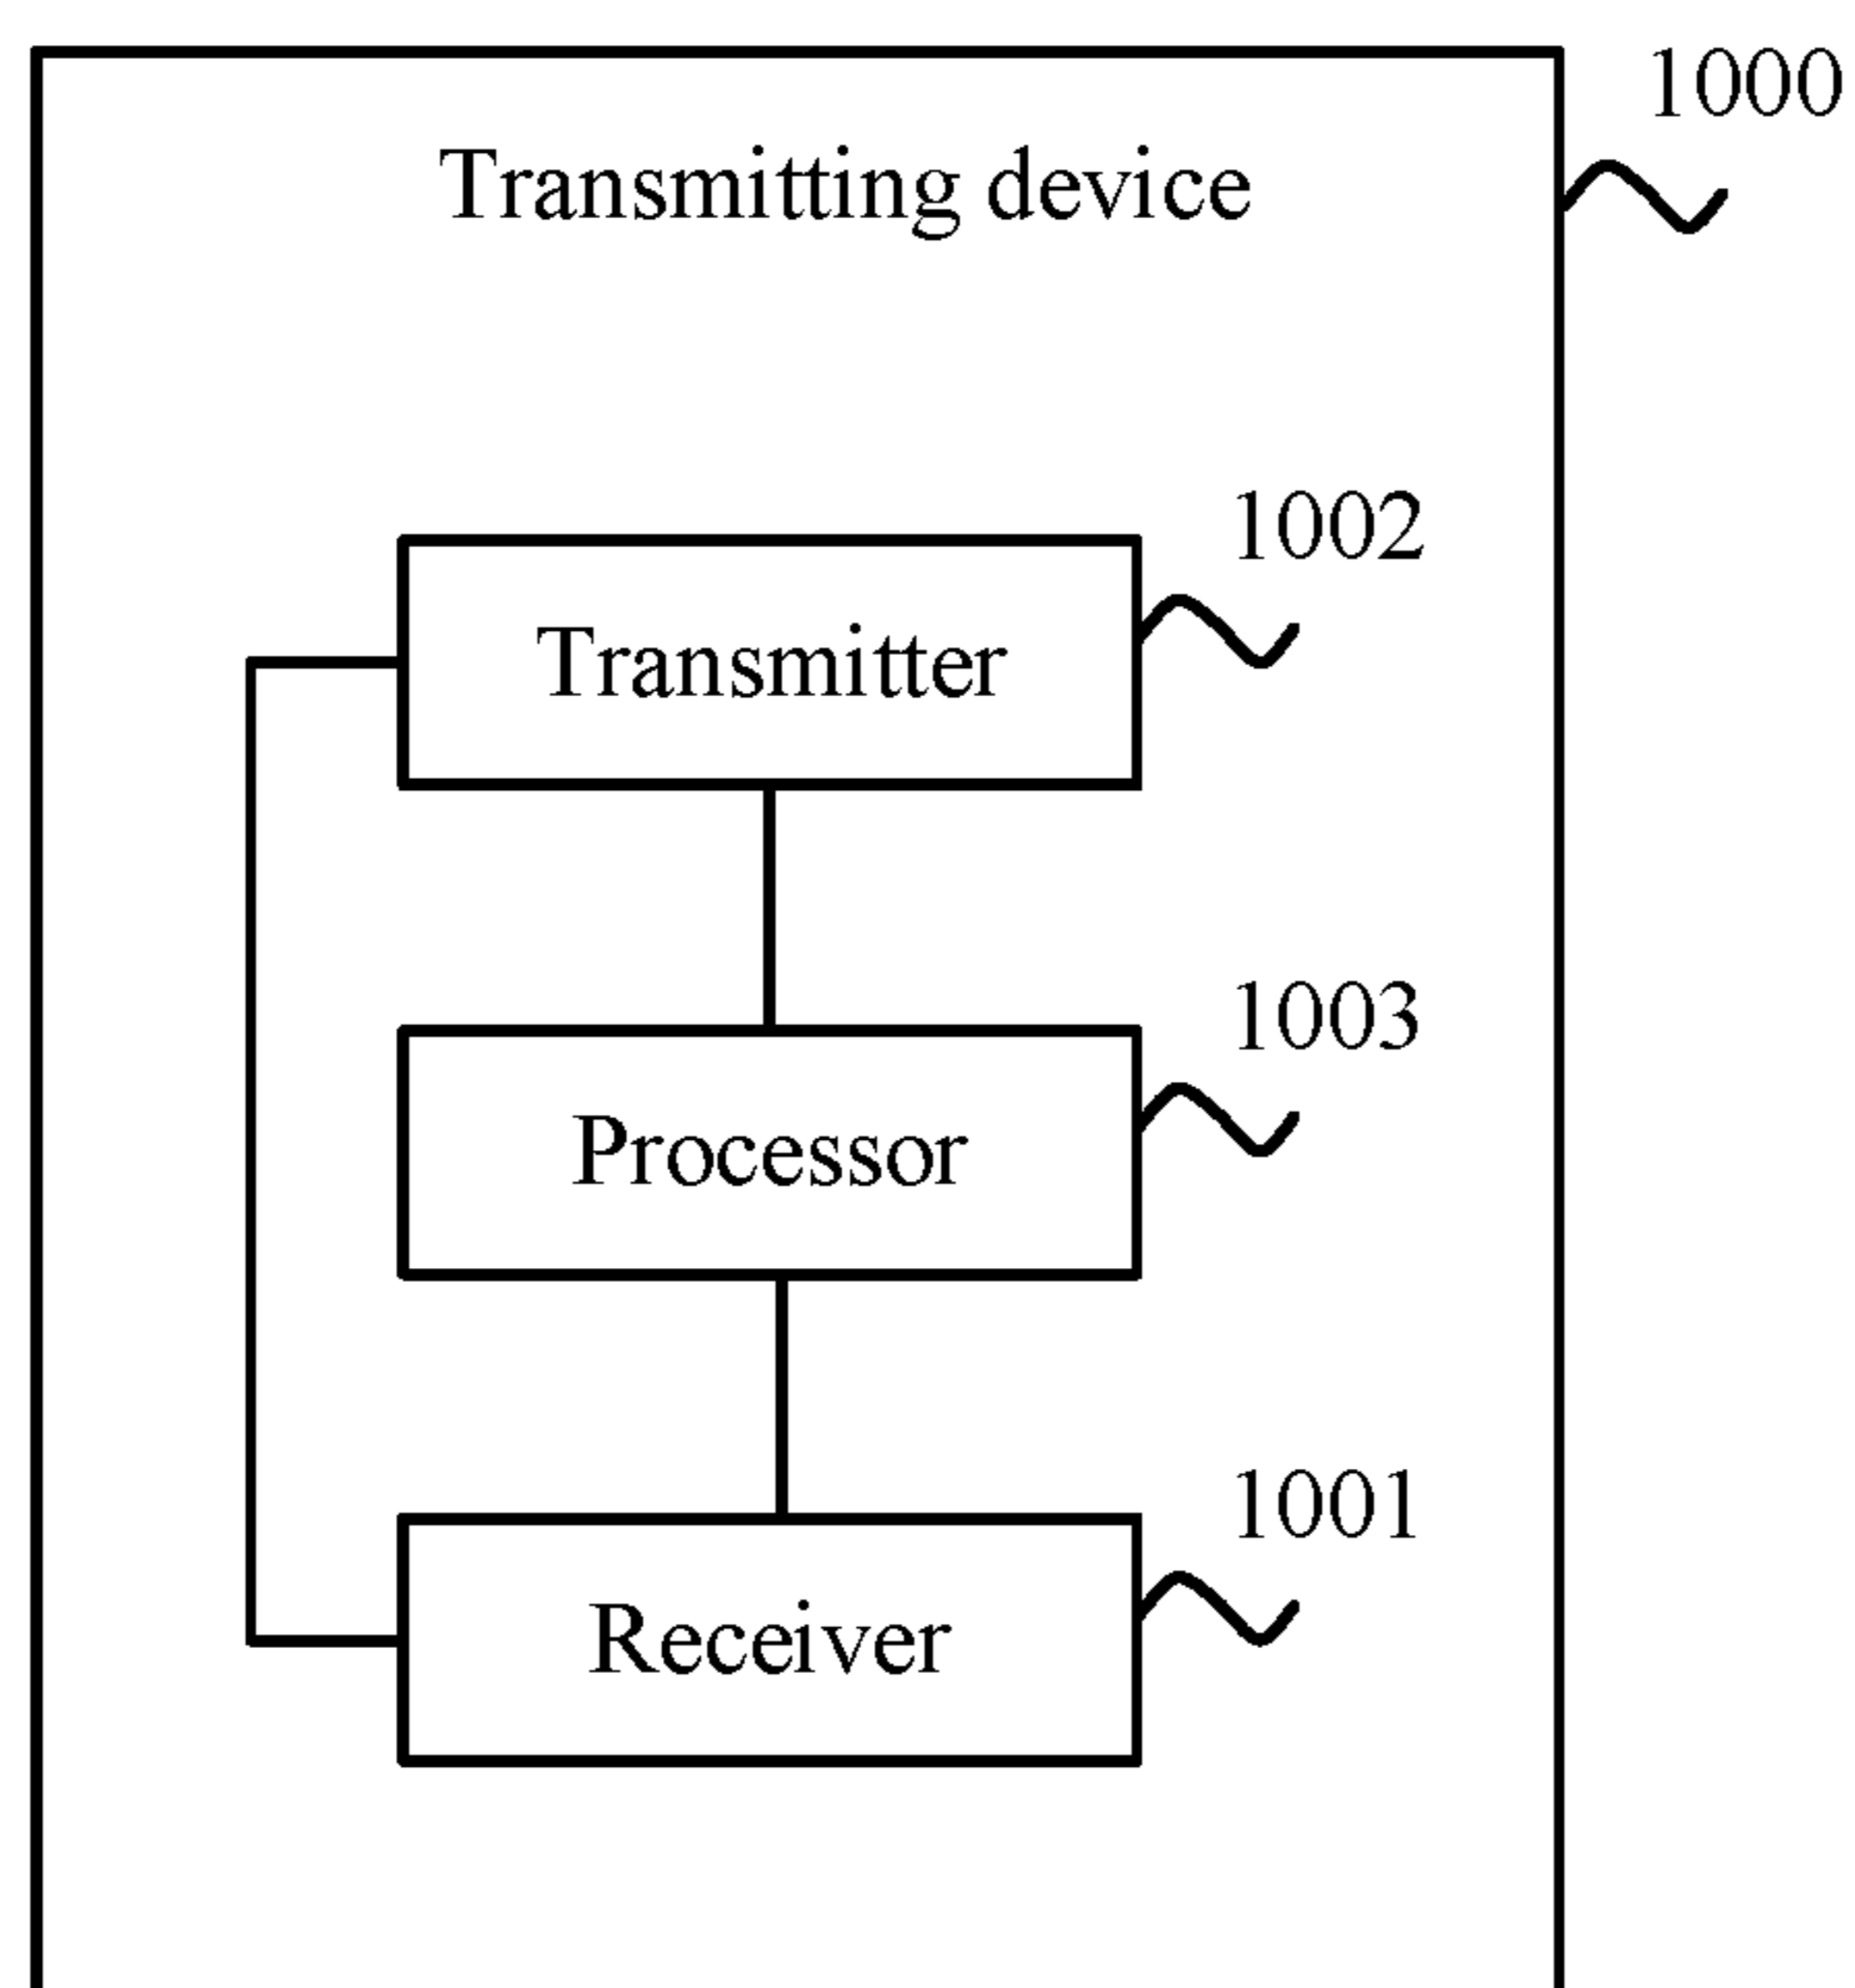 1000
Transmitting device
1002
Transmitter
1003
Processor
1001
Receiver